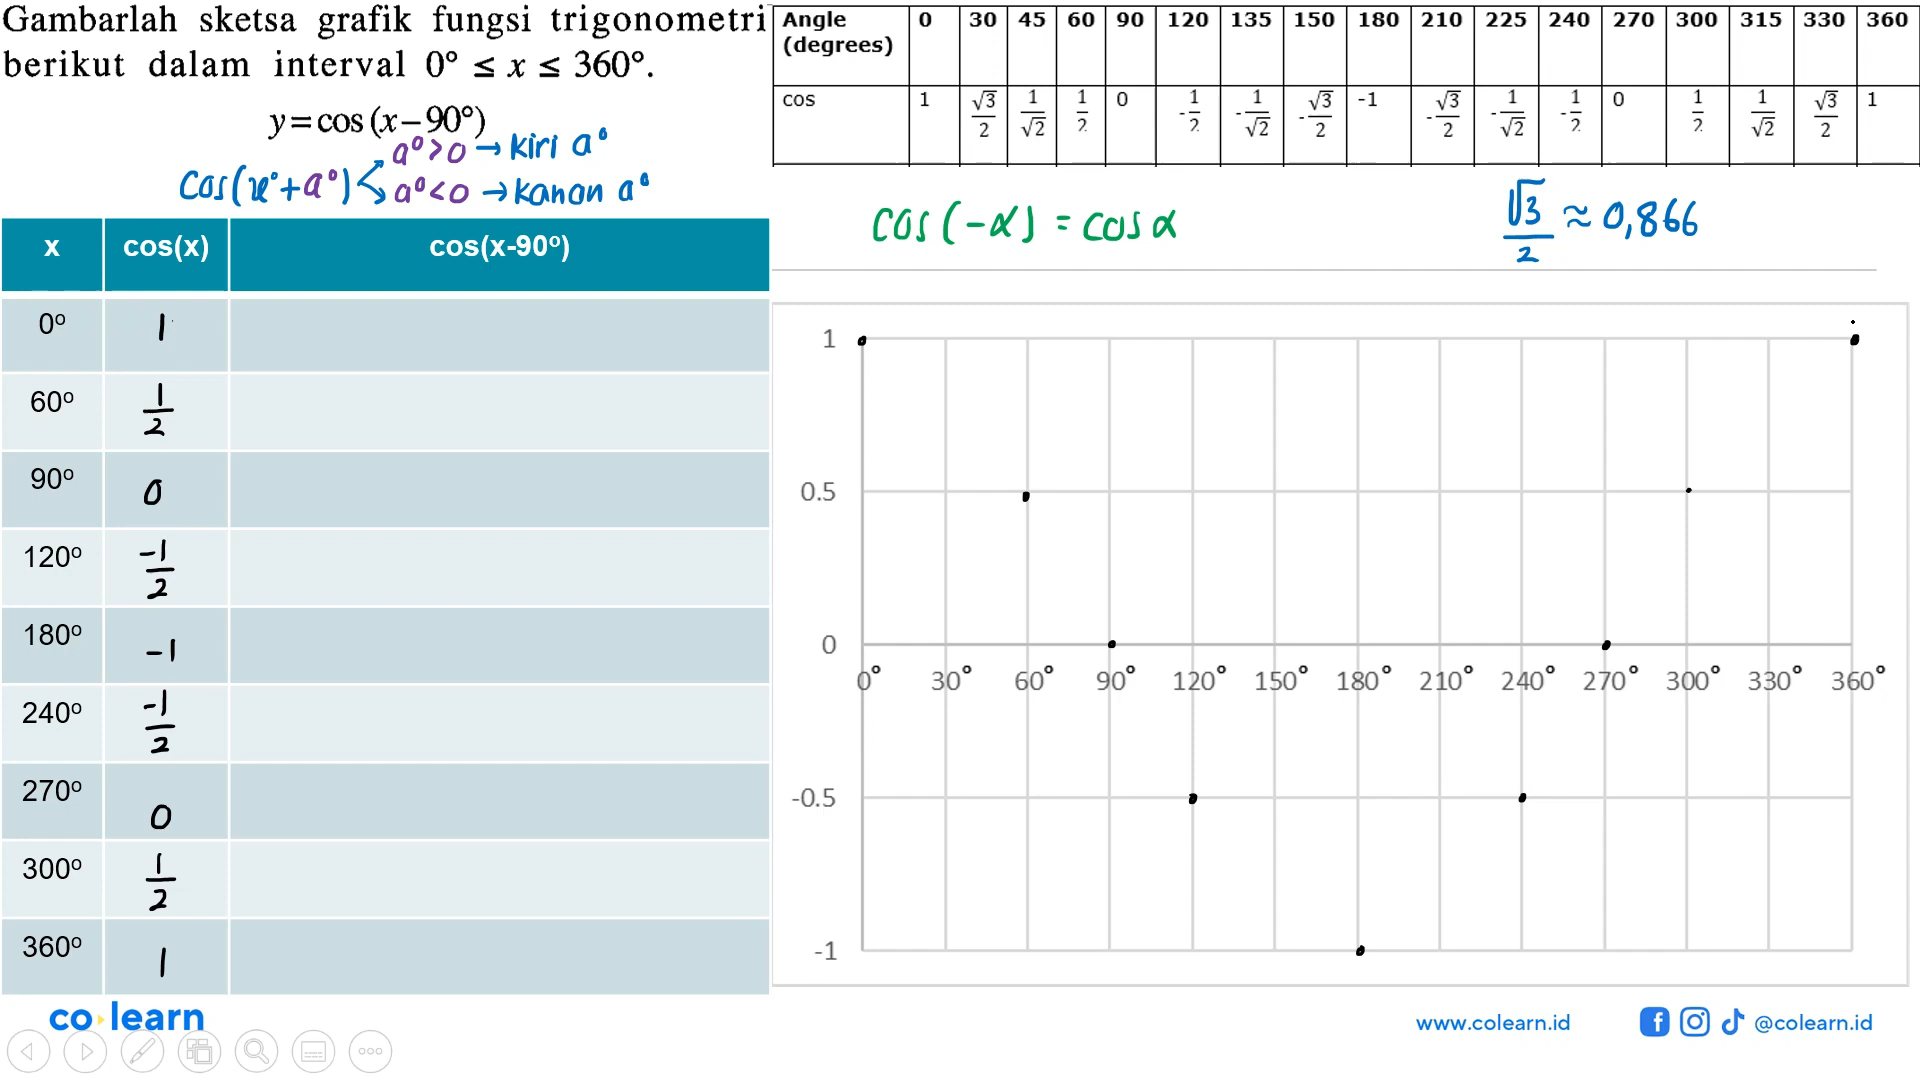 Gambarlah sketsa grafik fungsi trigonometri
berikut dalam interval 0° ≤ x ≤ 360°.
y=cos(x−90°)
a°>0 → kiri a°
cos(x°+a°)
a°<0 → kanan a°
Angle (degrees) 0 30 45 60 90 120 135 150 180 210 225 240 270 300 315 330 360
cos 1 √3/2 1/√2 1/2 0 -1/2 -1/√2 -√3/2 -1 -√3/2 -1/√2 -1/2 0 1/2 1/√2 √3/2 1
cos(-α) = cos α
√3/2 ≈ 0,866
x cos(x) cos(x-90°)
0° 1
60° 1/2
90° 0
120° -1/2
180° -1
240° -1/2
270° 0
300° 1/2
360° 1
1
0.5
0
0° 30° 60° 90° 120° 150° 180° 210° 240° 270° 300° 330° 360°
-0.5
-1
co learn
www.colearn.id
@colearn.id